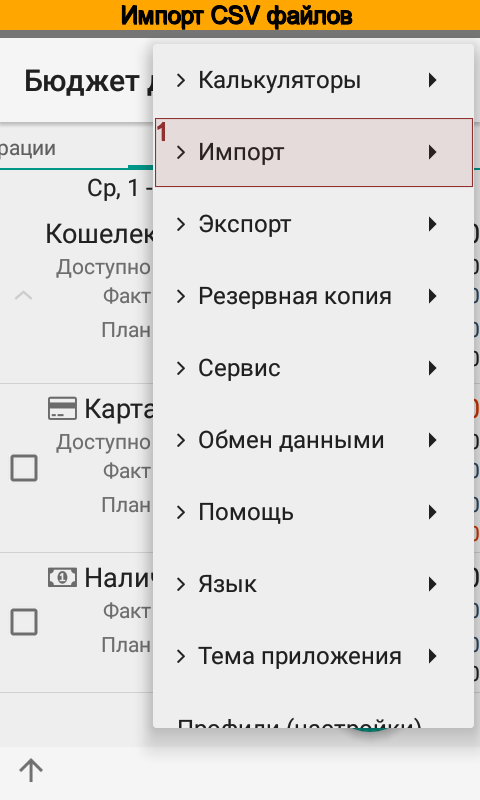 Импорт CSV файлов
Бюджет
Калькуляторы
рации
1
Импорт
Ср, 1 -
Экспорт
Кошелек
Доступно
Факт
Резервная копия
План
Сервис
Карта
Доступно
Обмен данными
Факт
План
Помощь
Налич
Язык
Факт
План
Тема приложения
Профили (настройки)